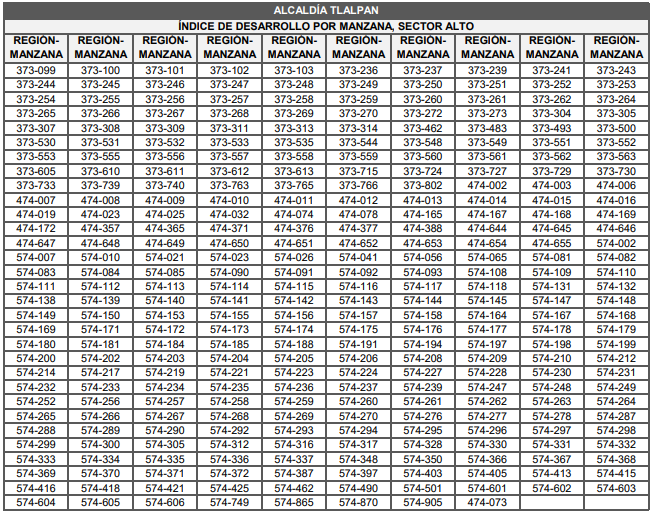 ALCALDÍA TLALPAN
ÍNDICE DE DESARROLLO POR MANZANA, SECTOR ALTO
REGIÓN- REGIÓN- REGIÓN- REGIÓN- REGIÓN- REGIÓN- REGIÓN- REGIÓN- REGIÓN- REGIÓN-
MANZANA MANZANA MANZANA MANZANA MANZANA MANZANA MANZANA MANZANA MANZANA MANZANA
373-099 373-100 373-101 373-102 373-103 373-236 373-237 373-239 373-241 373-243
373-244 373-245 373-246 373-247 373-248 373-249 373-250 373-251 373-252 373-253
373-254 373-255 373-256 373-257 373-258 373-259 373-260 373-261 373-262 373-264
373-265 373-266 373-267 373-268 373-269 373-270 373-272 373-273 373-304 373-305
373-307 373-308 373-309 373-311 373-313 373-314 373-462 373-483 373-493 373-500
373-530 373-531 373-532 373-533 373-535 373-544 373-548 373-549 373-551 373-552
373-553 373-555 373-556 373-557 373-558 373-559 373-560 373-561 373-562 373-563
373-605 373-610 373-611 373-612 373-613 373-715 373-724 373-727 373-729 373-730
373-733 373-739 373-740 373-763 373-765 373-766 373-802 474-002 474-003 474-006
474-007 474-008 474-009 474-010 474-011 474-012 474-013 474-014 474-015 474-016
474-019 474-023 474-025 474-032 474-074 474-078 474-165 474-167 474-168 474-169
474-172 474-357 474-365 474-371 474-376 474-377 474-388 474-644 474-645 474-646
474-647 474-648 474-649 474-650 474-651 474-652 474-653 474-654 474-655 574-002
574-007 574-010 574-021 574-023 574-026 574-041 574-056 574-065 574-081 574-082
574-083 574-084 574-085 574-090 574-091 574-092 574-093 574-108 574-109 574-110
574-111 574-112 574-113 574-114 574-115 574-116 574-117 574-118 574-131 574-132
574-138 574-139 574-140 574-141 574-142 574-143 574-144 574-145 574-147 574-148
574-149 574-150 574-153 574-155 574-156 574-157 574-158 574-164 574-167 574-168
574-169 574-171 574-172 574-173 574-174 574-175 574-176 574-177 574-178 574-179
574-180 574-181 574-184 574-185 574-188 574-191 574-194 574-197 574-198 574-199
574-200 574-202 574-203 574-204 574-205 574-206 574-208 574-209 574-210 574-212
574-214 574-217 574-219 574-221 574-223 574-224 574-227 574-228 574-230 574-231
574-232 574-233 574-234 574-235 574-236 574-237 574-239 574-247 574-248 574-249
574-252 574-256 574-257 574-258 574-259 574-260 574-261 574-262 574-263 574-264
574-265 574-266 574-267 574-268 574-269 574-270 574-276 574-277 574-278 574-287
574-288 574-289 574-290 574-292 574-293 574-294 574-295 574-296 574-297 574-298
574-299 574-300 574-305 574-312 574-316 574-317 574-328 574-330 574-331 574-332
574-333 574-334 574-335 574-336 574-337 574-348 574-350 574-366 574-367 574-368
574-369 574-370 574-371 574-372 574-387 574-397 574-403 574-405 574-413 574-415
574-416 574-418 574-421 574-425 574-462 574-490 574-501 574-601 574-602 574-603
574-604 574-605 574-606 574-749 574-865 574-870 574-905 474-073